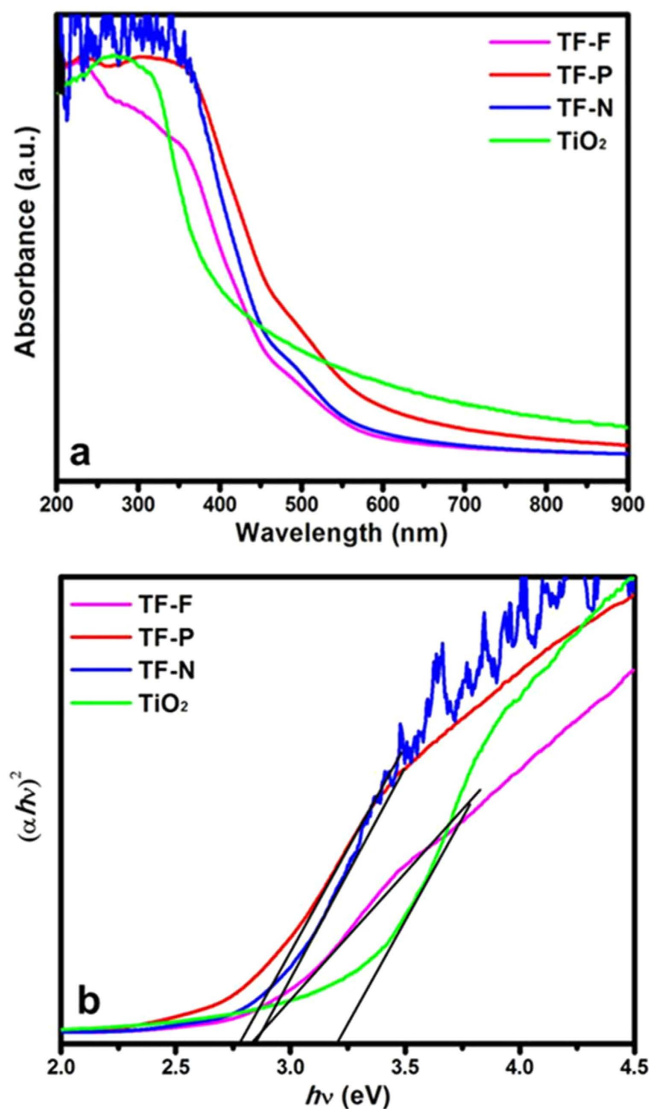 TF-F
TF-P
TF-N
TiO₂
Absorbance (a.u.)
a
200 300 400 500 600 700 800 900
Wavelength (nm)
TF-F
TF-P
TF-N
TiO₂
(αhν)²
b
2.0 2.5 3.0 3.5 4.0 4.5
hν (eV)